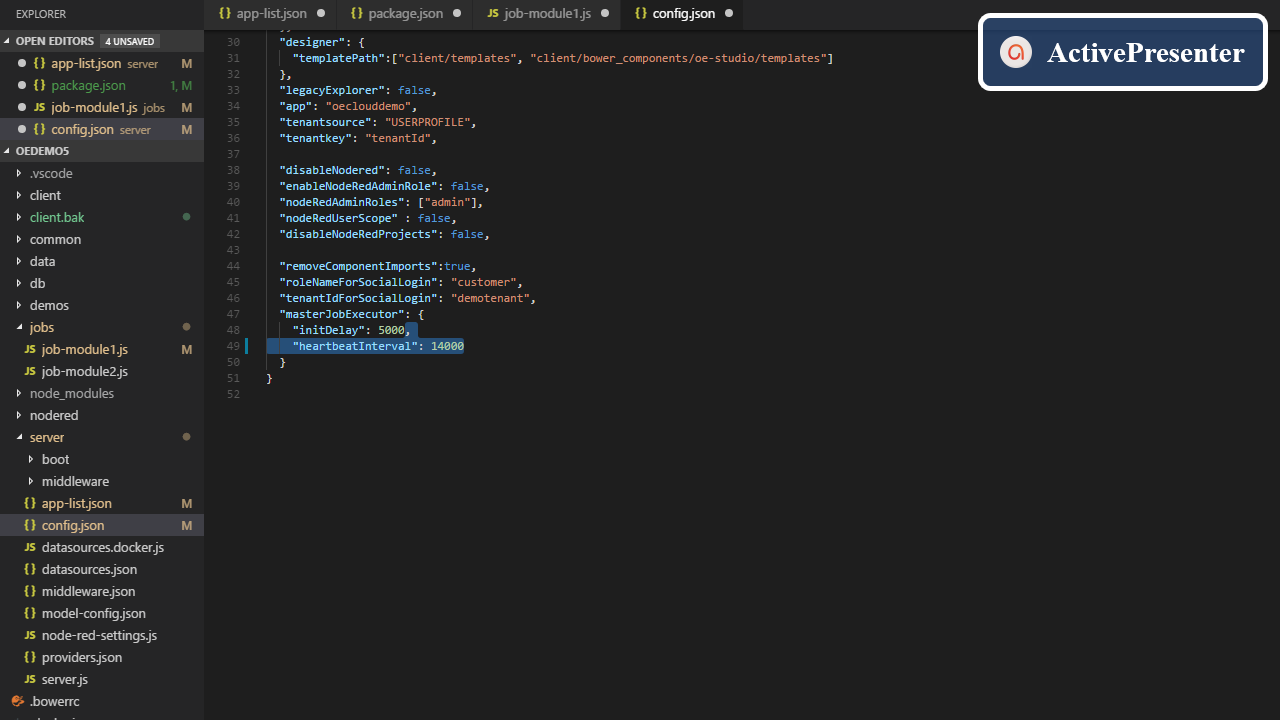 EXPLORER
OPEN EDITORS 4 UNSAVED
{} app-list.json server M
{} package.json 1, M
JS job-module1.js jobs M
{} config.json server M
OEDEMO5
.vscode
client
client.bak
common
data
db
demos
jobs
JS job-module1.js M
JS job-module2.js
node_modules
nodered
server
boot
middleware
{} app-list.json M
{} config.json M
JS datasources.docker.js
{} datasources.json
{} middleware.json
{} model-config.json
JS node-red-settings.js
{} providers.json
JS server.js
.bowerrc
{} app-list.json
{} package.json
JS job-module1.js
{} config.json
30 "designer": {
31 "templatePath":["client/templates", "client/bower_components/oe-studio/templates"]
32 },
33 "legacyExplorer": false,
34 "app": "oeclouddemo",
35 "tenantsource": "USERPROFILE",
36 "tenantkey": "tenantId",
37
38 "disableNodered": false,
39 "enableNodeRedAdminRole": false,
40 "nodeRedAdminRoles": ["admin"],
41 "nodeRedUserScope" : false,
42 "disableNodeRedProjects": false,
43
44 "removeComponentImports":true,
45 "roleNameForSocialLogin": "customer",
46 "tenantIdForSocialLogin": "demotenant",
47 "masterJobExecutor": {
48 "initDelay": 5000,
49 "heartbeatInterval": 14000
50 }
51 }
52
ActivePresenter